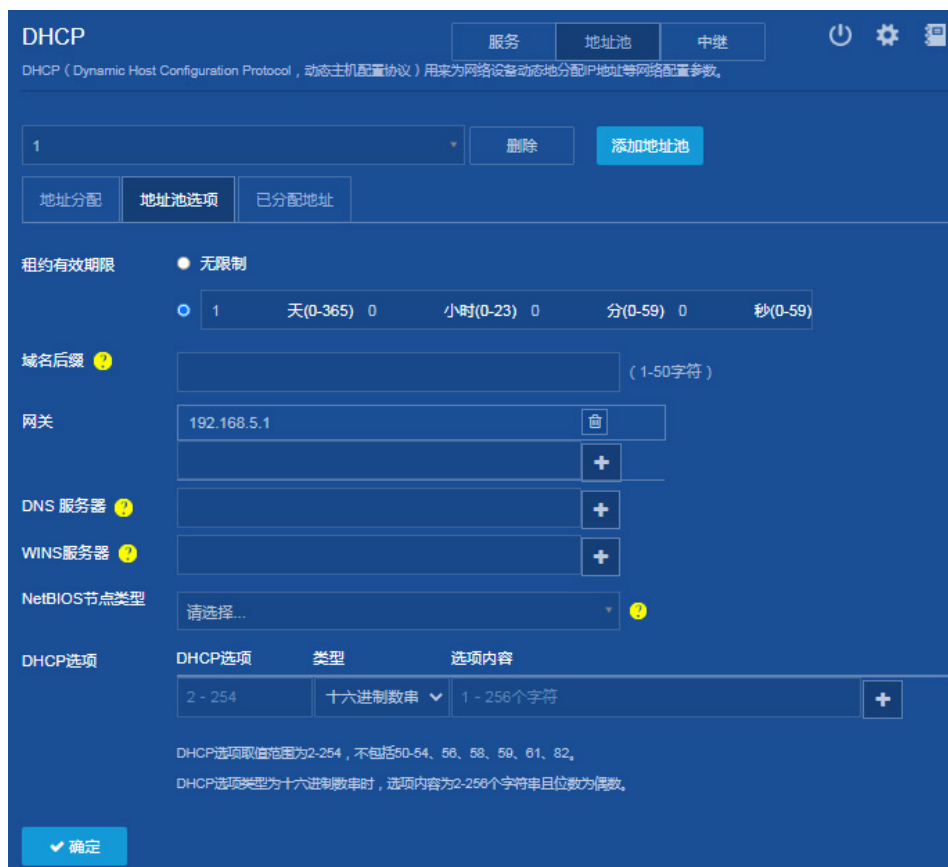 DHCP 服务 地址池 中继
DHCP（Dynamic Host Configuration Protocol，动态主机配置协议）用来为网络设备动态地分配IP地址等网络配置参数。
1 删除 添加地址池
地址分配 地址池选项 已分配地址
租约有效期限 无限制
1 天(0-365) 0 小时(0-23) 0 分(0-59) 0 秒(0-59)
域名后缀 ? （1-50字符）
网关 192.168.5.1
+
DNS 服务器 ? +
WINS服务器 ? +
NetBIOS节点类型 请选择... ?
DHCP选项 DHCP选项 类型 选项内容
2 - 254 十六进制数串 1 - 256个字符 +
DHCP选项取值范围为2-254，不包括50-54、56、58、59、61、82。
DHCP选项类型为十六进制数串时，选项内容为2-256个字符串且位数为偶数。
确定